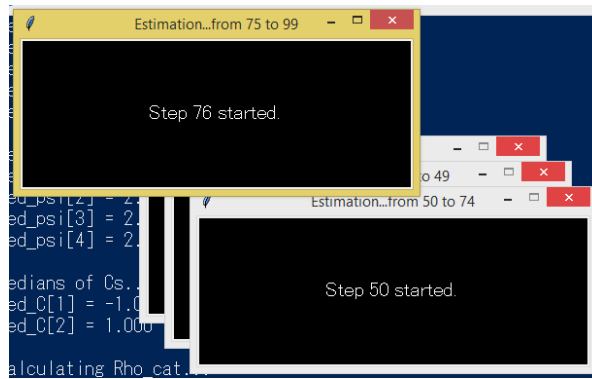 Estimation...from 75 to 99
Step 76 started.
to 49
Estimation...from 50 to 74
Step 50 started.
ed_psi[2] = 2.
ed_psi[3] = 2.
ed_psi[4] = 2.
edians of Cs..
ed_C[1] = -1.0
ed_C[2] = 1.000
alculating Rho_cat...